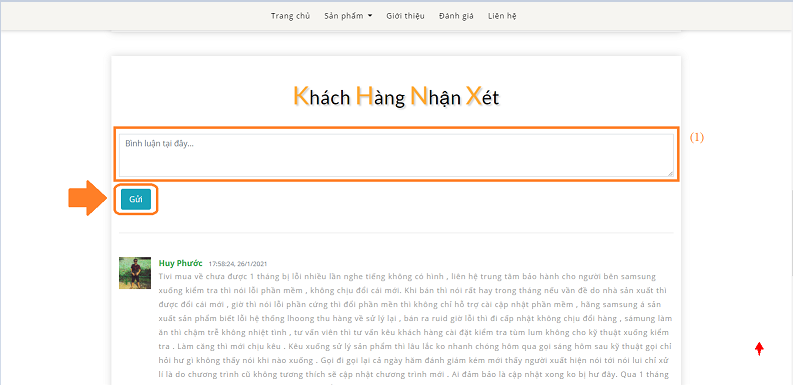 Trang chủ Sản phẩm Giới thiệu Đánh giá Liên hệ
Khách Hàng Nhận Xét
Bình luận tại đây...
(1)
Gửi
Huy Phước 17:58:24, 26/1/2021
Tivi mua về chưa được 1 tháng bị lỗi nhiều lần nghe tiếng không có hình , liên hệ trung tâm bảo hành cho người bên samsung
xuống kiểm tra thì nói lỗi phần mềm , không chịu đổi cái mới. Khi bán thì nói rất hay trong tháng nếu vấn đề do nhà sản xuất thì
được đổi cái mới , giờ thì nói lỗi phần cứng thì đổi phần mền thì không chỉ hỗ trợ cài cập nhật phần mềm , hãng samsung à sản
xuất sản phẩm biết lỗi hệ thống lhoong thu hàng về sử lý lại , bán ra ruid giờ lỗi thì đi cấp nhật không chịu đổi hàng , samung làm
ăn thì chậm trễ không nhiệt tình , tư vấn viên thì tư vấn kêu khách hàng cài đặt kiểm tra tùm lum không cho kỹ thuật xuống kiểm
tra . Làm căng thì mới chịu kêu . Kêu xuống sử lý sản phẩm thì lâu lắc ko nhanh chóng hôm qua gọi sáng hôm sau kỹ thuật gọi chỉ
hỏi hư gì không thấy nói khi nào xuống . Gọi đi gọi lại cả ngày hăm đánh giám kém mới thấy người xuất hiện nói tới nói lui chỉ xử
lí là do chương trình cũ không tương thích sẽ cập nhật chương trình mới . Ai đảm bảo là cập nhật xong ko bị hư đây. Qua 1 tháng